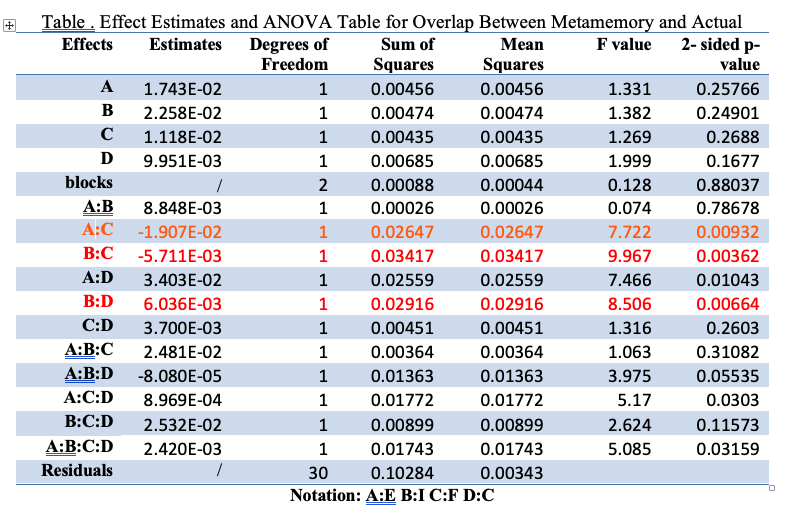 Table . Effect Estimates and ANOVA Table for Overlap Between Metamemory and Actual
Effects Estimates Degrees of Freedom Sum of Squares Mean Squares F value 2- sided p-value
A 1.743E-02 1 0.00456 0.00456 1.331 0.25766
B 2.258E-02 1 0.00474 0.00474 1.382 0.24901
C 1.118E-02 1 0.00435 0.00435 1.269 0.2688
D 9.951E-03 1 0.00685 0.00685 1.999 0.1677
blocks / 2 0.00088 0.00044 0.128 0.88037
A:B 8.848E-03 1 0.00026 0.00026 0.074 0.78678
A:C -1.907E-02 1 0.02647 0.02647 7.722 0.00932
B:C -5.711E-03 1 0.03417 0.03417 9.967 0.00362
A:D 3.403E-02 1 0.02559 0.02559 7.466 0.01043
B:D 6.036E-03 1 0.02916 0.02916 8.506 0.00664
C:D 3.700E-03 1 0.00451 0.00451 1.316 0.2603
A:B:C 2.481E-02 1 0.00364 0.00364 1.063 0.31082
A:B:D -8.080E-05 1 0.01363 0.01363 3.975 0.05535
A:C:D 8.969E-04 1 0.01772 0.01772 5.17 0.0303
B:C:D 2.532E-02 1 0.00899 0.00899 2.624 0.11573
A:B:C:D 2.420E-03 1 0.01743 0.01743 5.085 0.03159
Residuals / 30 0.10284 0.00343
Notation: A:E B:I C:F D:C